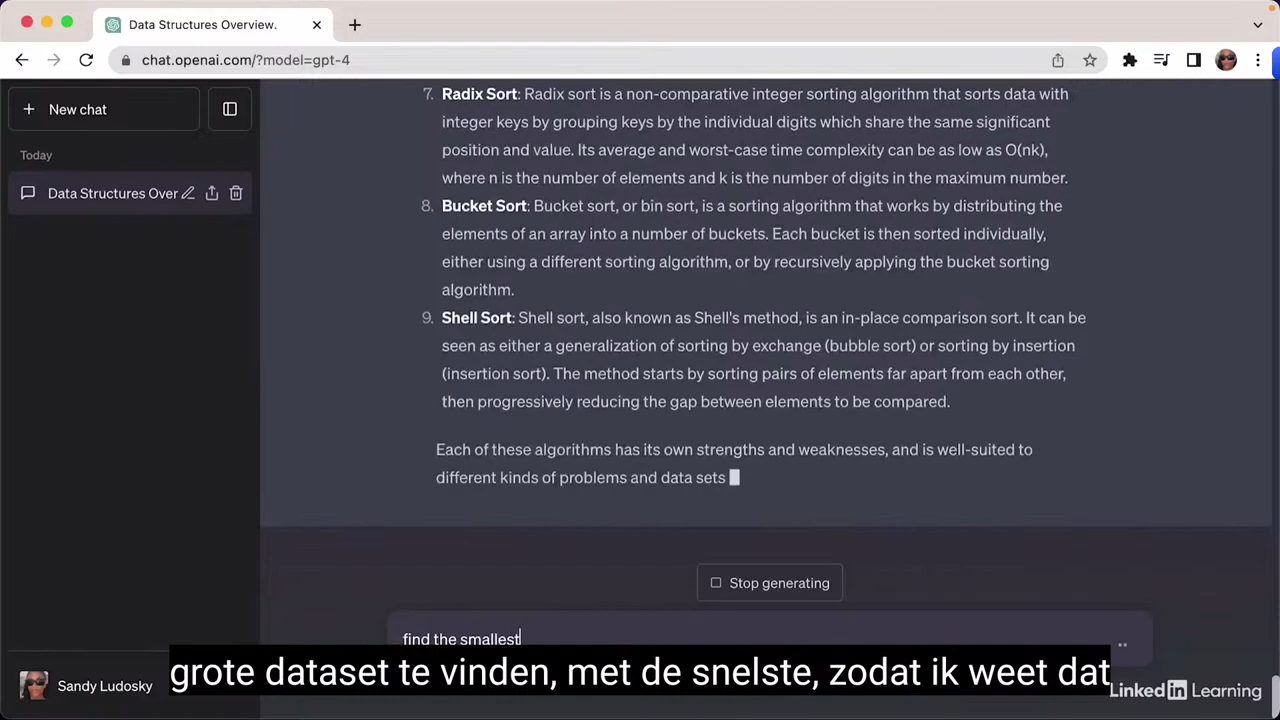 Data Structures Overview.
chat.openai.com/?model=gpt-4
New chat
Today
Data Structures Over
7. Radix Sort: Radix sort is a non-comparative integer sorting algorithm that sorts data with
integer keys by grouping keys by the individual digits which share the same significant
position and value. Its average and worst-case time complexity can be as low as O(nk),
where n is the number of elements and k is the number of digits in the maximum number.
8. Bucket Sort: Bucket sort, or bin sort, is a sorting algorithm that works by distributing the
elements of an array into a number of buckets. Each bucket is then sorted individually,
either using a different sorting algorithm, or by recursively applying the bucket sorting
algorithm.
9. Shell Sort: Shell sort, also known as Shell's method, is an in-place comparison sort. It can be
seen as either a generalization of sorting by exchange (bubble sort) or sorting by insertion
(insertion sort). The method starts by sorting pairs of elements far apart from each other,
then progressively reducing the gap between elements to be compared.
Each of these algorithms has its own strengths and weaknesses, and is well-suited to
different kinds of problems and data sets
Stop generating
find the smallest
grote dataset te vinden, met de snelste, zodat ik weet dat
Sandy Ludosky
LinkedIn Learning